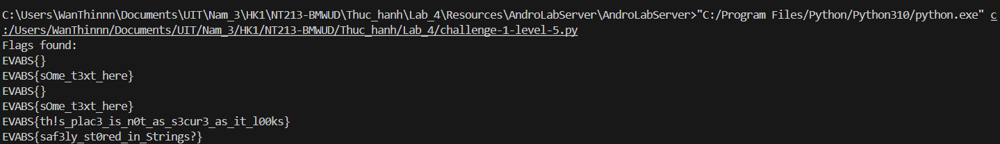 C:\Users\WanThinnn\Documents\UIT\Nam_3\HK1\NT213-BMWUD\Thuc_hanh\Lab_4\Resources\AndroLabServer\AndroLabServer>"C:/Program Files/Python/Python310/python.exe" c
:/Users/WanThinnn/Documents/UIT/Nam_3/HK1/NT213-BMWUD/Thuc_hanh/Lab_4/challenge-1-level-5.py
Flags found:
EVABS{}
EVABS{sOme_t3xt_here}
EVABS{}
EVABS{sOme_t3xt_here}
EVABS{th!s_plac3_is_n0t_as_s3cur3_as_it_l00ks}
EVABS{saf3ly_st0red_in_Strings?}